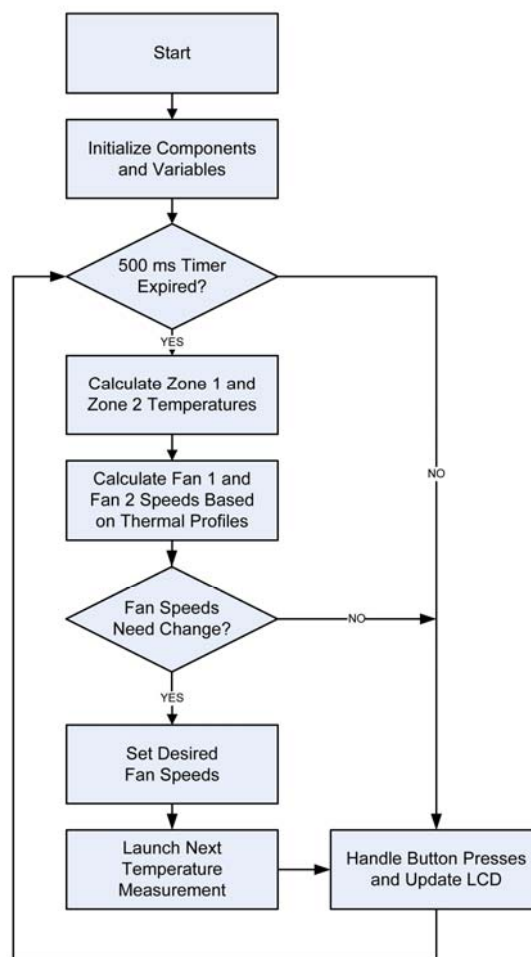 Start
Initialize Components
and Variables
500 ms Timer
Expired?
YES
Calculate Zone 1 and
Zone 2 Temperatures
NO
Calculate Fan 1 and
Fan 2 Speeds Based
on Thermal Profiles
Fan Speeds
Need Change?
NO
YES
Set Desired
Fan Speeds
Launch Next
Temperature
Measurement
Handle Button Presses
and Update LCD